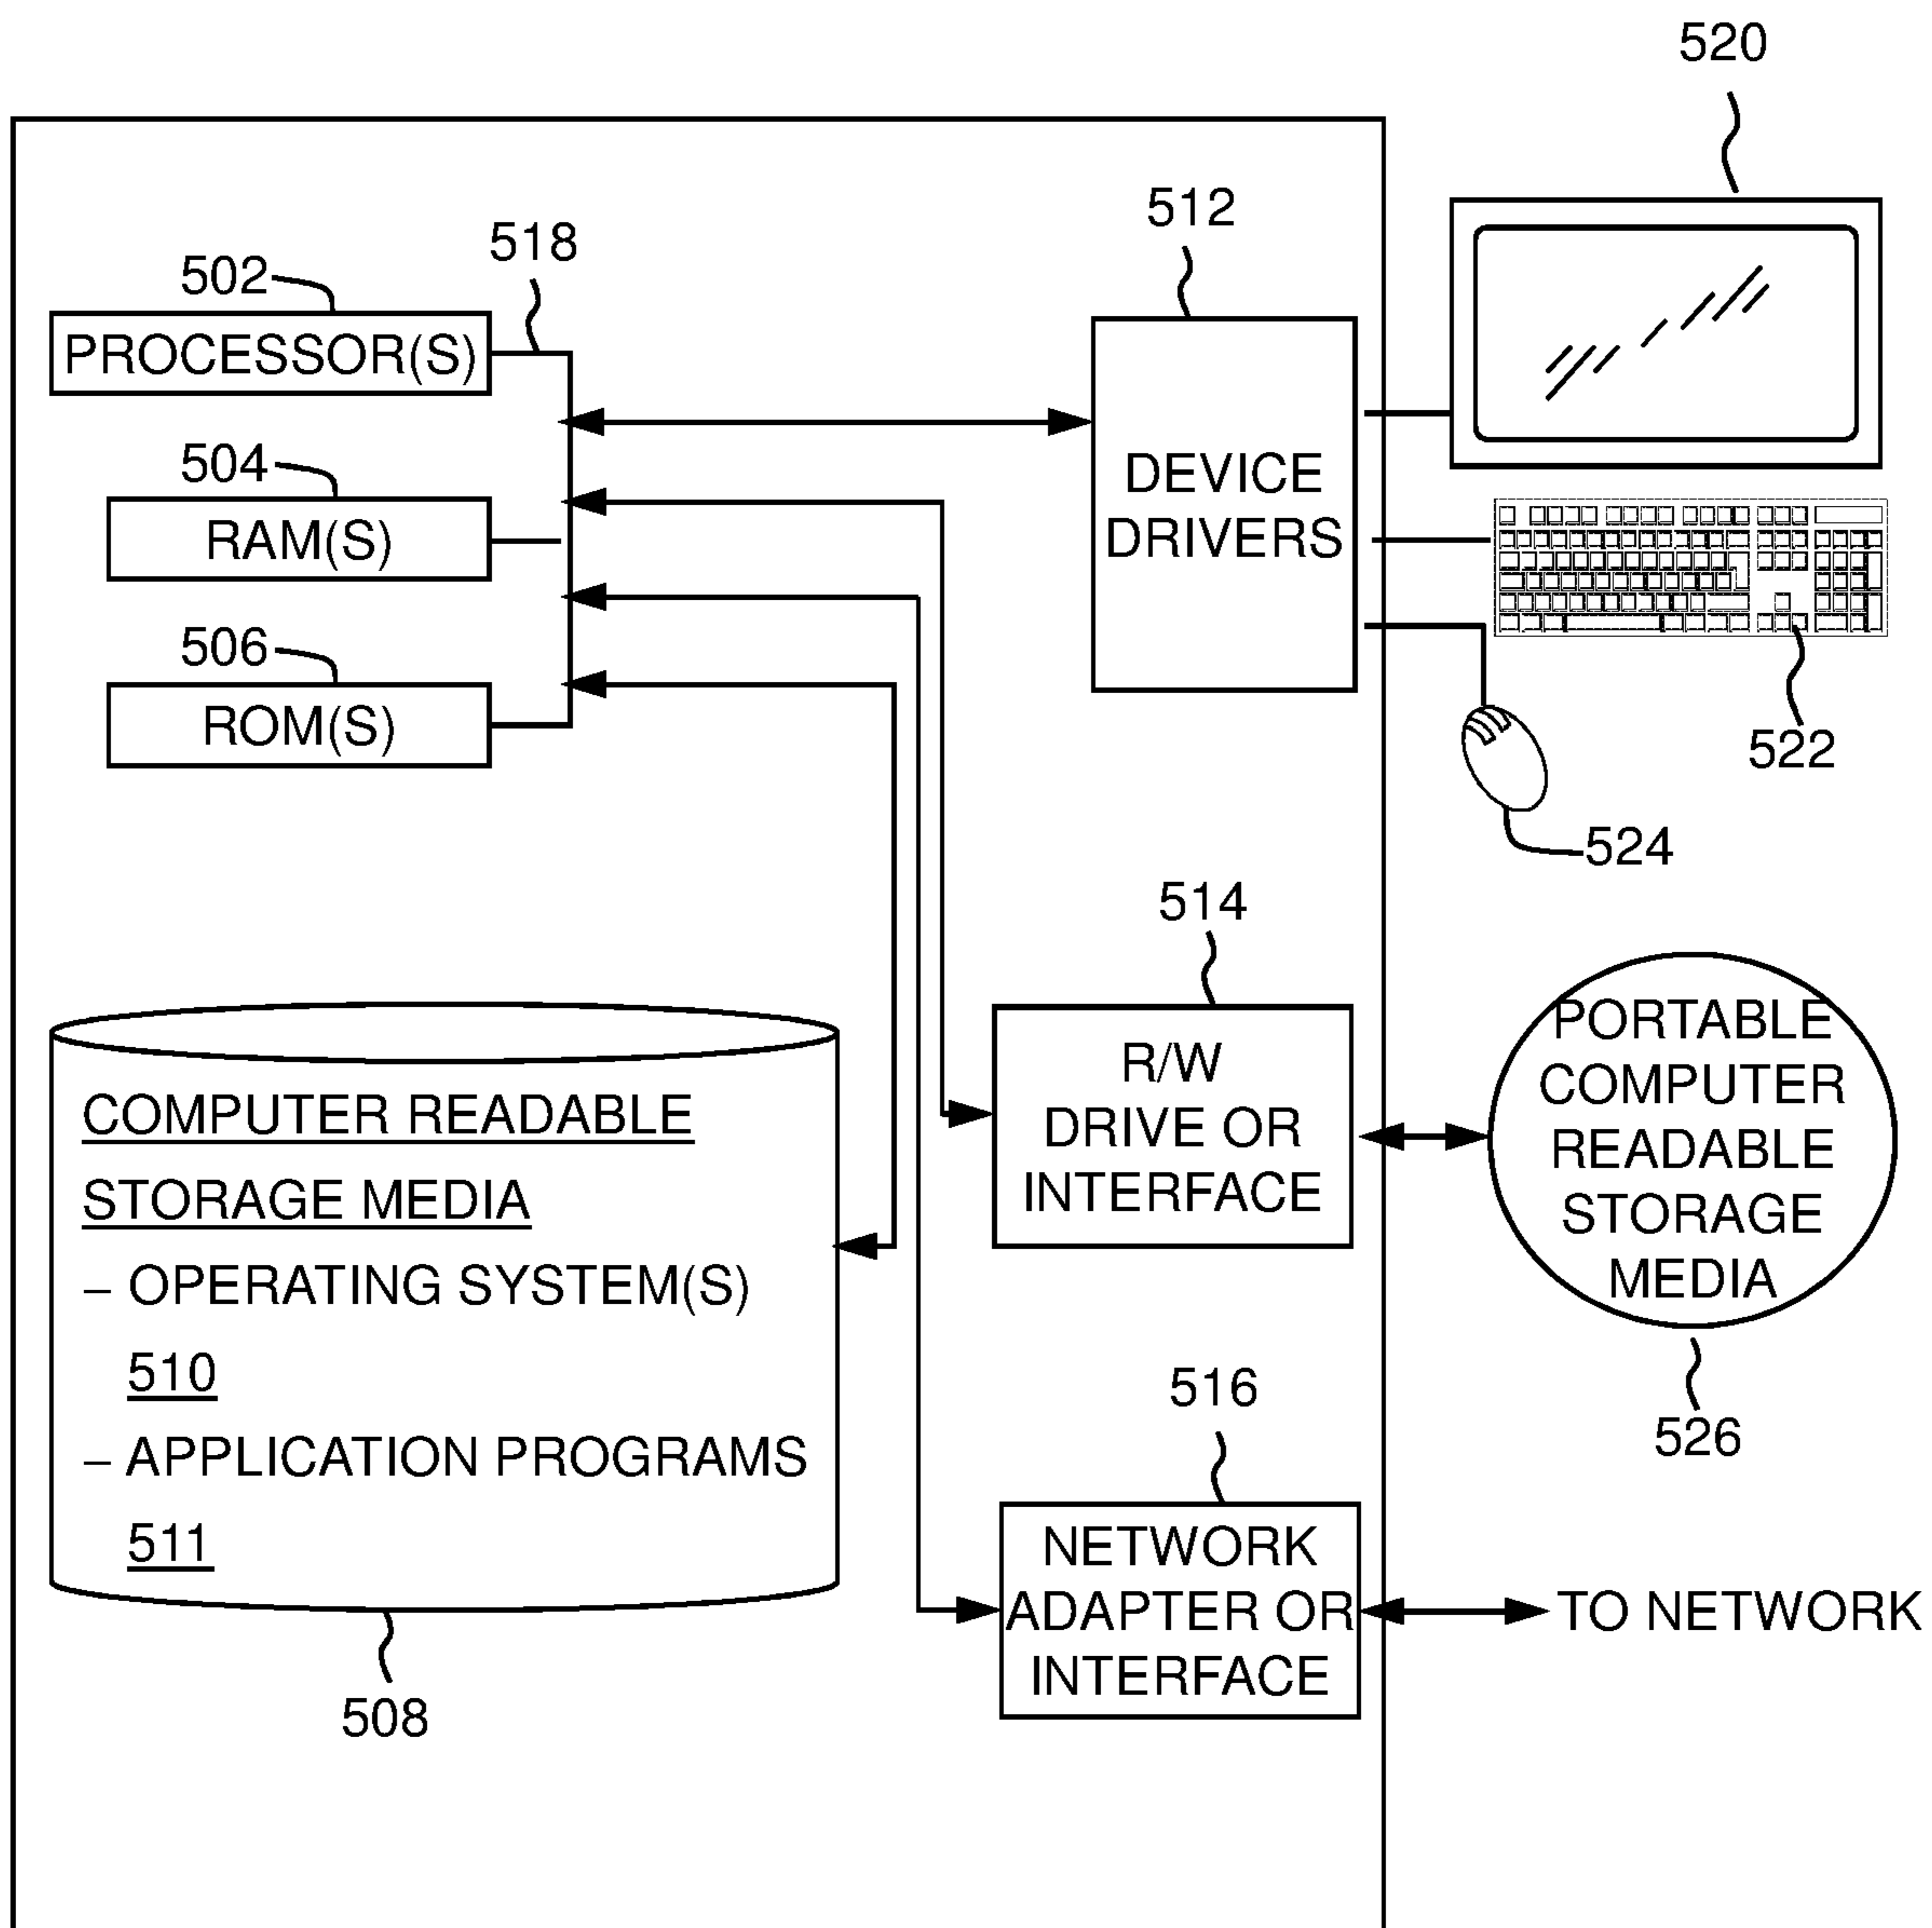 520
512
518
502
PROCESSOR(S)
504
RAM(S)
506
ROM(S)
DEVICE
DRIVERS
522
524
514
R/W
DRIVE OR
INTERFACE
PORTABLE
COMPUTER
READABLE
STORAGE
MEDIA
526
COMPUTER READABLE
STORAGE MEDIA
– OPERATING SYSTEM(S)
510
– APPLICATION PROGRAMS
511
508
516
NETWORK
ADAPTER OR
INTERFACE
TO NETWORK